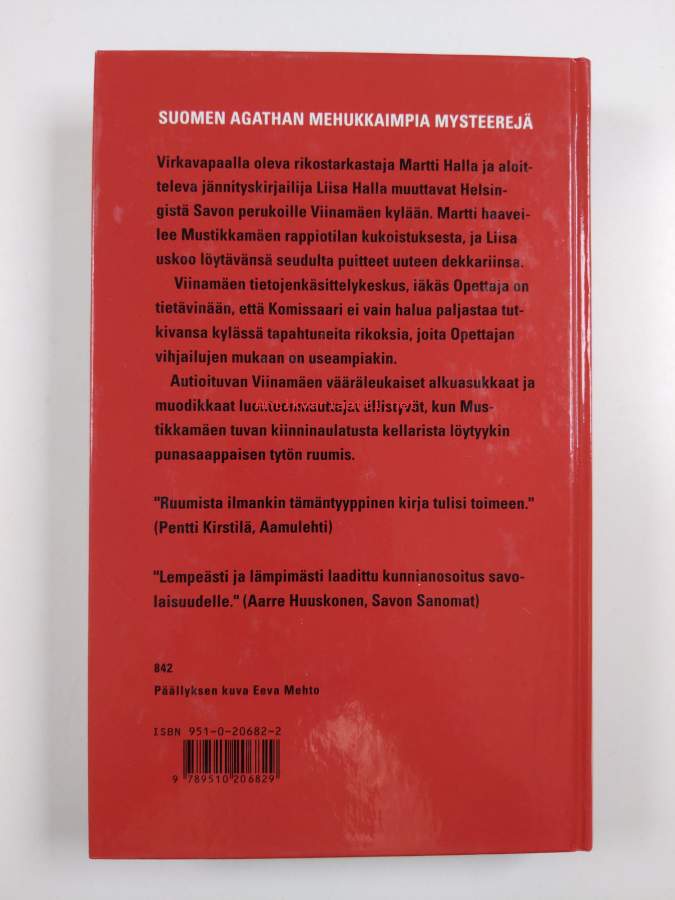 SUOMEN AGATHAN MEHUKKAIMPIA MYSTEEREJÄ
Virkavapaalla oleva rikostarkastaja Martti Halla ja aloit-
televa jännityskirjailija Liisa Halla muuttavat Helsin-
gistä Savon perukoille Viinamäen kylään. Martti haavei-
lee Mustikkamäen rappiotilan kukoistuksesta, ja Liisa
uskoo löytävänsä seudulta puitteet uuteen dekkariinsa.
Viinamäen tietojenkäsittelykeskus, iäkäs Opettaja on
tietävinään, että Komissaari ei vain halua paljastaa tut-
kivansa kylässä tapahtuneita rikoksia, joita Opettajan
vihjailujen mukaan on useampiakin.
Autioituvan Viinamäen vääräleukaiset alkuasukkaat ja
muodikkaat luontoonmuuttajat ällistyvät, kun Mus-
tikkamäen tuvan kiinninaulatusta kellarista löytyykin
punasaappaisen tytön ruumis.
"Ruumista ilmankin tämäntyyppinen kirja tulisi toimeen."
(Pentti Kirstilä, Aamulehti)
"Lempeästi ja lämpimästi laadittu kunnianosoitus savo-
laisuudelle." (Aarre Huuskonen, Savon Sanomat)
842
Päällyksen kuva Eeva Mehto
ISBN 951-0-20682-2
9 789510 206829